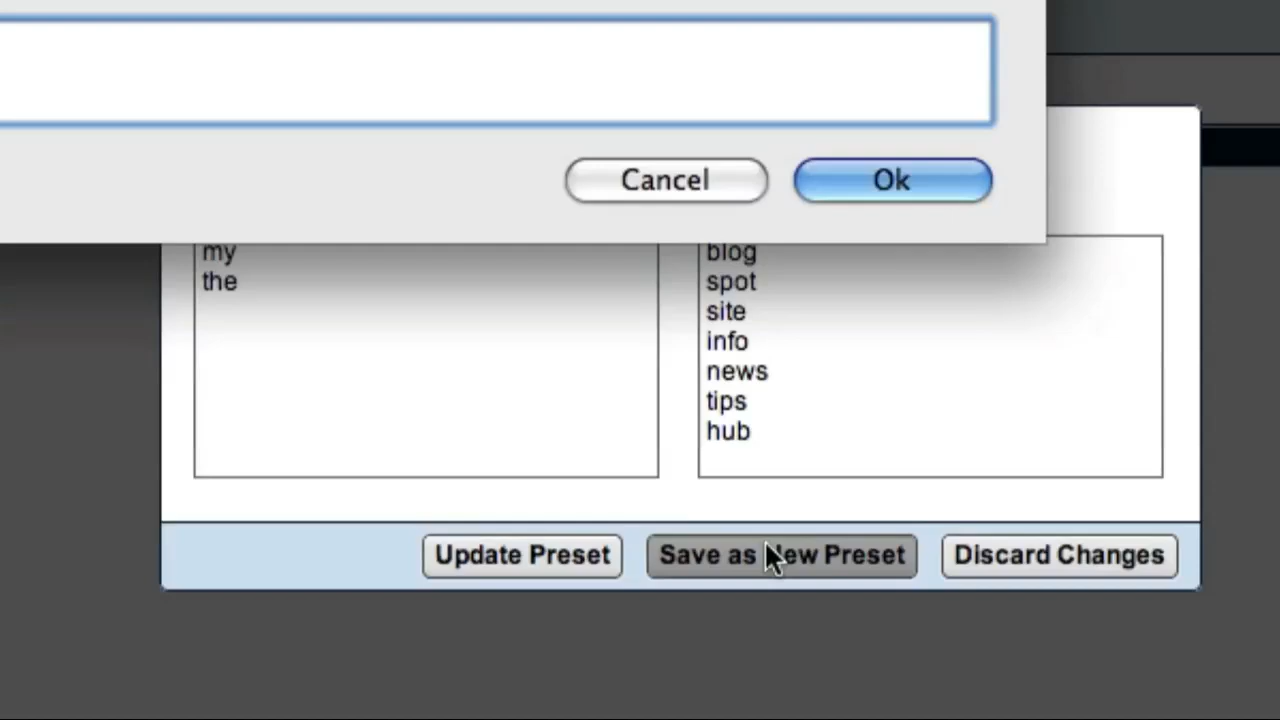 Cancel
Ok
my
the
blog
spot
site
info
news
tips
hub
Update Preset
Save as New Preset
Discard Changes